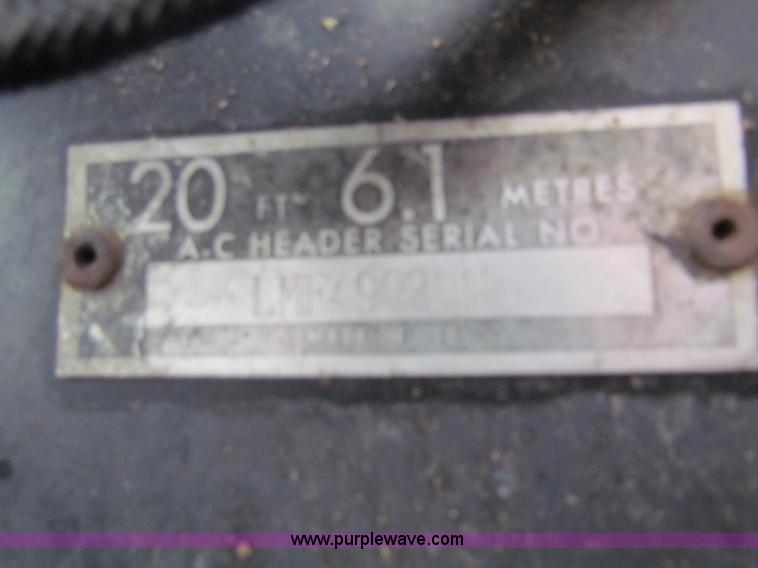 20 FT 6.1 METRES
A.C HEADER SERIAL NO
www.purplewave.com